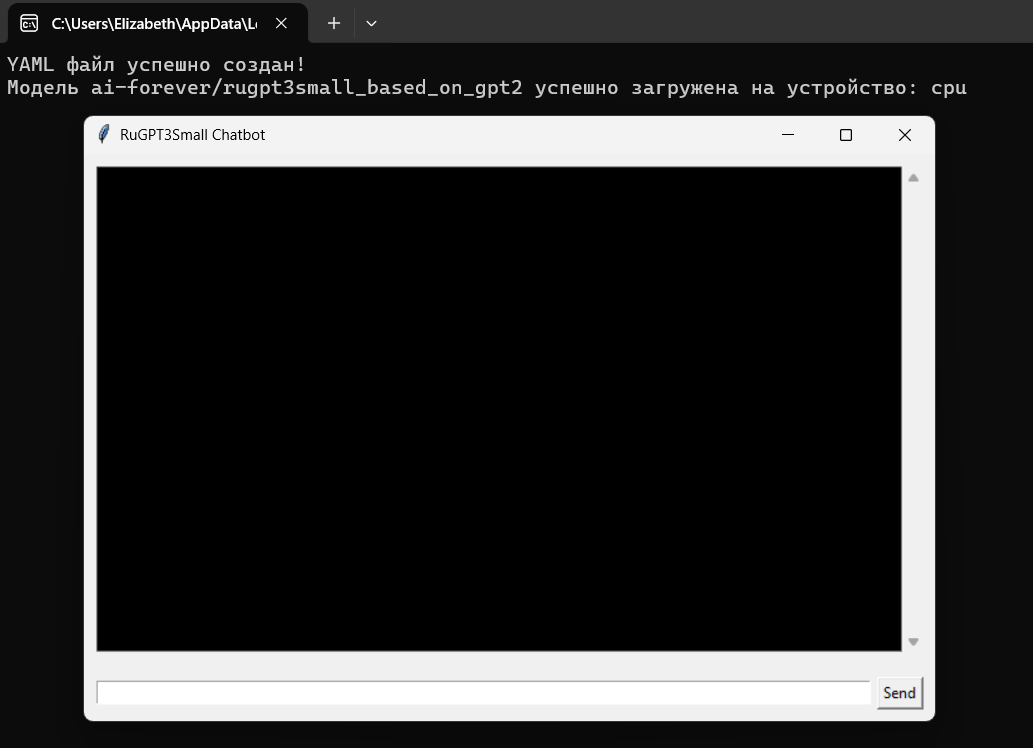 C:\Users\Elizabeth\AppData\Lo
YAML файл успешно создан!
Модель ai-forever/rugpt3small_based_on_gpt2 успешно загружена на устройство: cpu
RuGPT3Small Chatbot
Send